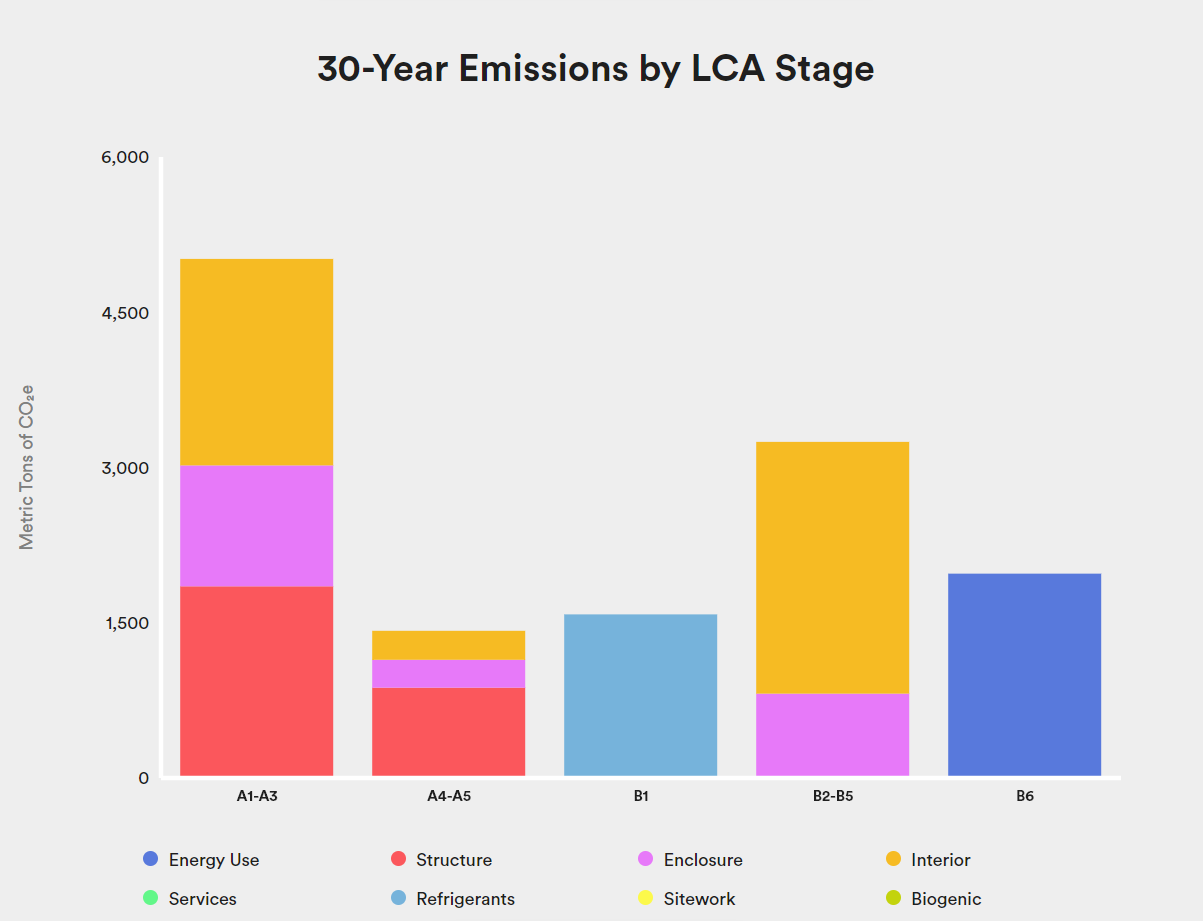 30-Year Emissions by LCA Stage
6,000
4,500
3,000
1,500
0
Metric Tons of CO₂e
A1-A3 A4-A5 B1 B2-B5 B6
Energy Use Structure Enclosure Interior
Services Refrigerants Sitework Biogenic